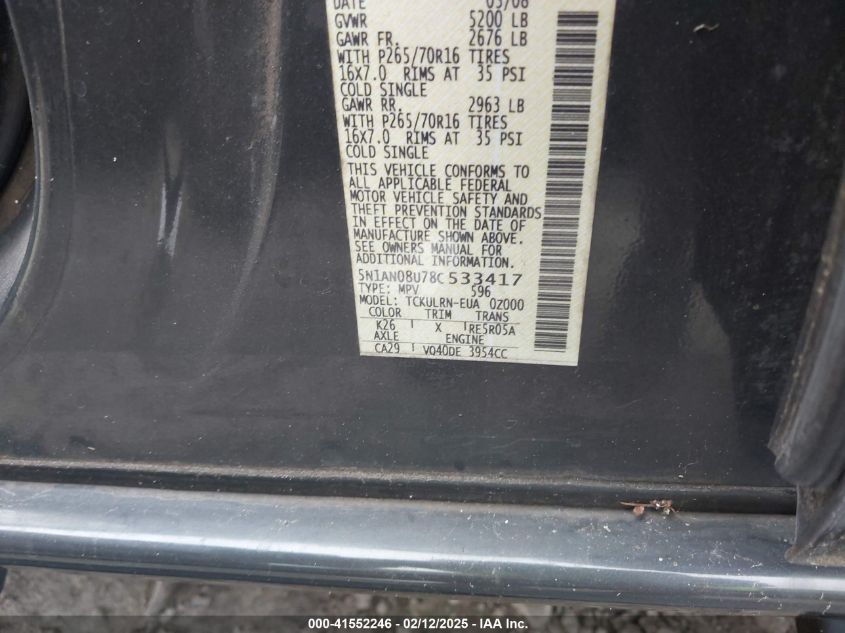 DATE 03/08
GVWR 5200 LB
GAWR FR. 2676 LB
WITH P265/70R16 TIRES
16X7.0 RIMS AT 35 PSI
COLD SINGLE
GAWR RR. 2963 LB
WITH P265/70R16 TIRES
16X7.0 RIMS AT 35 PSI
COLD SINGLE
THIS VEHICLE CONFORMS TO
ALL APPLICABLE FEDERAL
MOTOR VEHICLE SAFETY AND
THEFT PREVENTION STANDARDS
IN EFFECT ON THE DATE OF
MANUFACTURE SHOWN ABOVE.
SEE OWNERS MANUAL FOR
ADDITIONAL INFORMATION.
5N1AN08U78C533417
TYPE: MPV 596
MODEL: TCKULRN-EUA 0Z000
COLOR TRIM TRANS
K26 X RE5R05A
AXLE ENGINE
CA29 VQ40DE 3954CC
000-41552246 - 02/12/2025 - IAAI.com